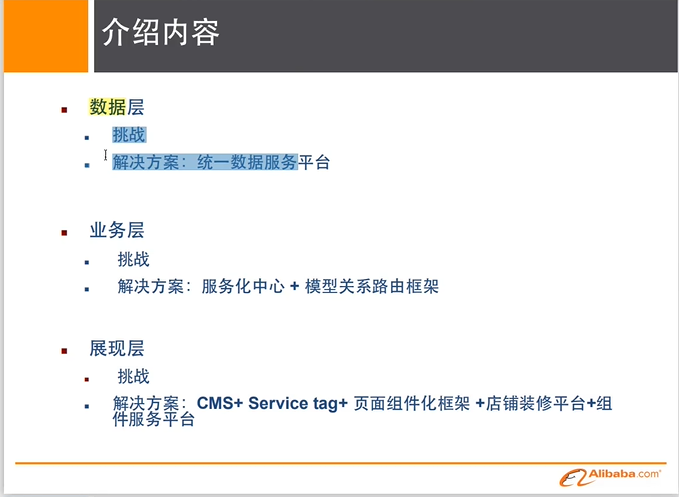 介绍内容
数据层
挑战
解决方案：统一数据服务平台
业务层
挑战
解决方案：服务化中心 + 模型关系路由框架
展现层
挑战
解决方案：CMS+ Service tag+ 页面组件化框架 +店铺装修平台+组
件服务平台
Alibaba.com